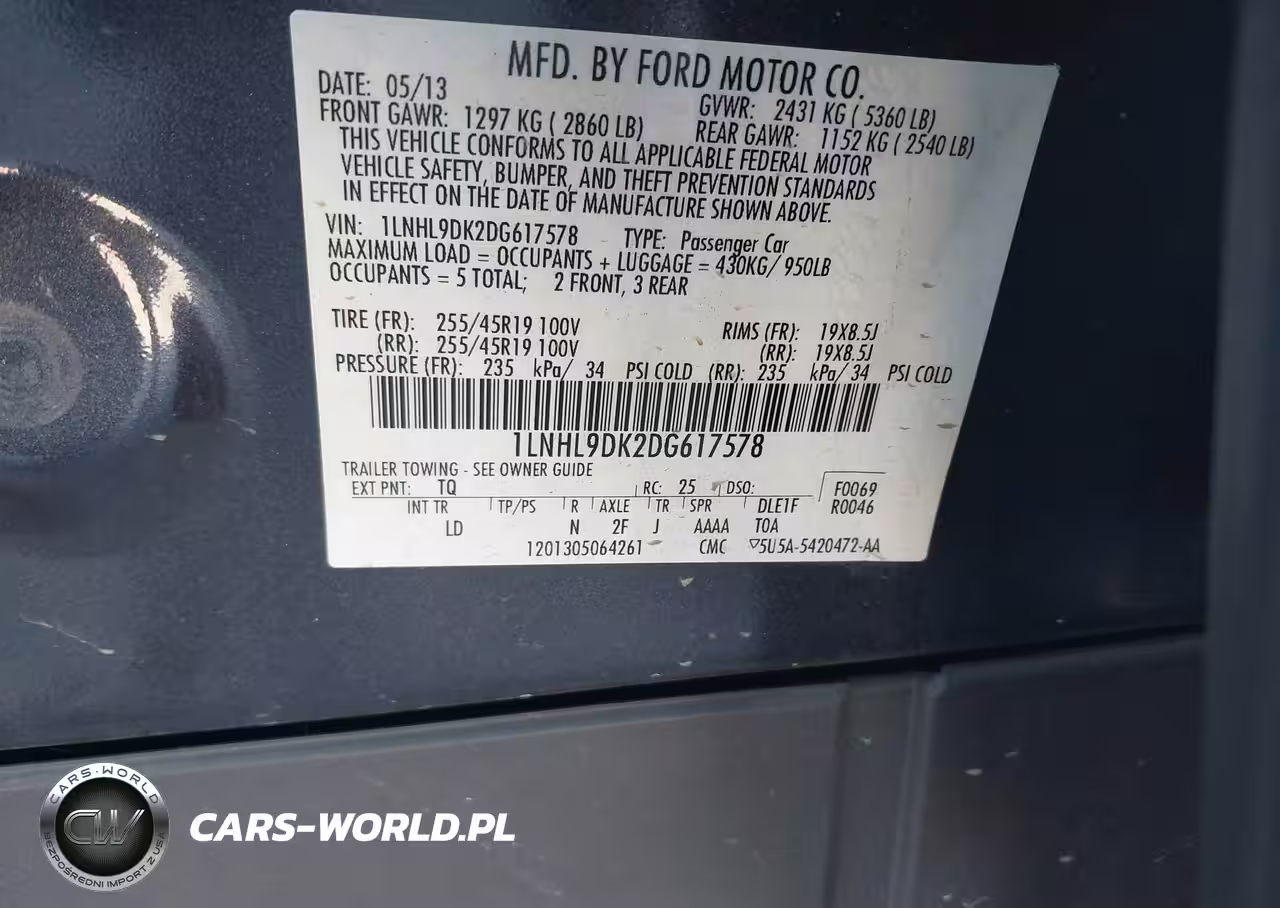 MFD. BY FORD MOTOR CO.
DATE: 05/13 GVWR: 2431 KG ( 5360 LB)
FRONT GAWR: 1297 KG ( 2860 LB) REAR GAWR: 1152 KG ( 2540 LB)
THIS VEHICLE CONFORMS TO ALL APPLICABLE FEDERAL MOTOR
VEHICLE SAFETY, BUMPER, AND THEFT PREVENTION STANDARDS
IN EFFECT ON THE DATE OF MANUFACTURE SHOWN ABOVE.
VIN: 1LNHL9DK2DG617578 TYPE: Passenger Car
MAXIMUM LOAD = OCCUPANTS + LUGGAGE = 430KG/ 950LB
OCCUPANTS = 5 TOTAL; 2 FRONT, 3 REAR
TIRE (FR): 255/45R19 100V RIMS (FR): 19X8.5J
(RR): 255/45R19 100V (RR): 19X8.5J
PRESSURE (FR): 235 kPa/ 34 PSI COLD (RR): 235 kPa/ 34 PSI COLD
1LNHL9DK2DG617578
TRAILER TOWING - SEE OWNER GUIDE
EXT PNT: TQ RC: 25 DSO: F0069
INT TR TP/PS R AXLE TR SPR DLE1F R0046
LD N 2F J AAAA T0A
1201305064261 CMC ▽5U5A-5420472-AA
CARS-WORLD
CW
BEZPOŚREDNI IMPORT Z USA
CARS-WORLD.PL